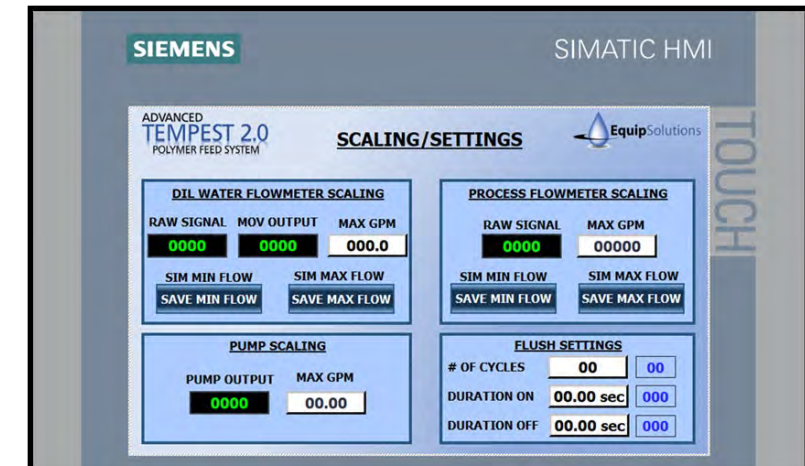 SIEMENS
SIMATIC HMI
TOUCH
ADVANCED
TEMPEST 2.0
POLYMER FEED SYSTEM
SCALING/SETTINGS
EquipSolutions
DIL WATER FLOWMETER SCALING
RAW SIGNAL MOV OUTPUT MAX GPM
0000 0000 000.0
SIM MIN FLOW SIM MAX FLOW
SAVE MIN FLOW SAVE MAX FLOW
PROCESS FLOWMETER SCALING
RAW SIGNAL MAX GPM
0000 00000
SIM MIN FLOW SIM MAX FLOW
SAVE MIN FLOW SAVE MAX FLOW
PUMP SCALING
PUMP OUTPUT MAX GPM
0000 00.00
FLUSH SETTINGS
# OF CYCLES 00 00
DURATION ON 00.00 sec 000
DURATION OFF 00.00 sec 000